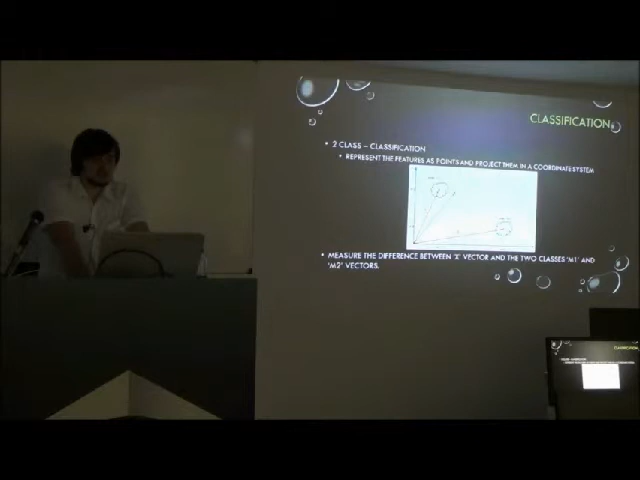 CLASSIFICATION
• 2 CLASS – CLASSIFICATION
• REPRESENT THE FEATURES AS POINTS AND PROJECT THEM IN A COORDINATE SYSTEM
• MEASURE THE DIFFERENCE BETWEEN 'X' VECTOR AND THE TWO CLASSES 'M1' AND
'M2' VECTORS.
CLASSIFICATION